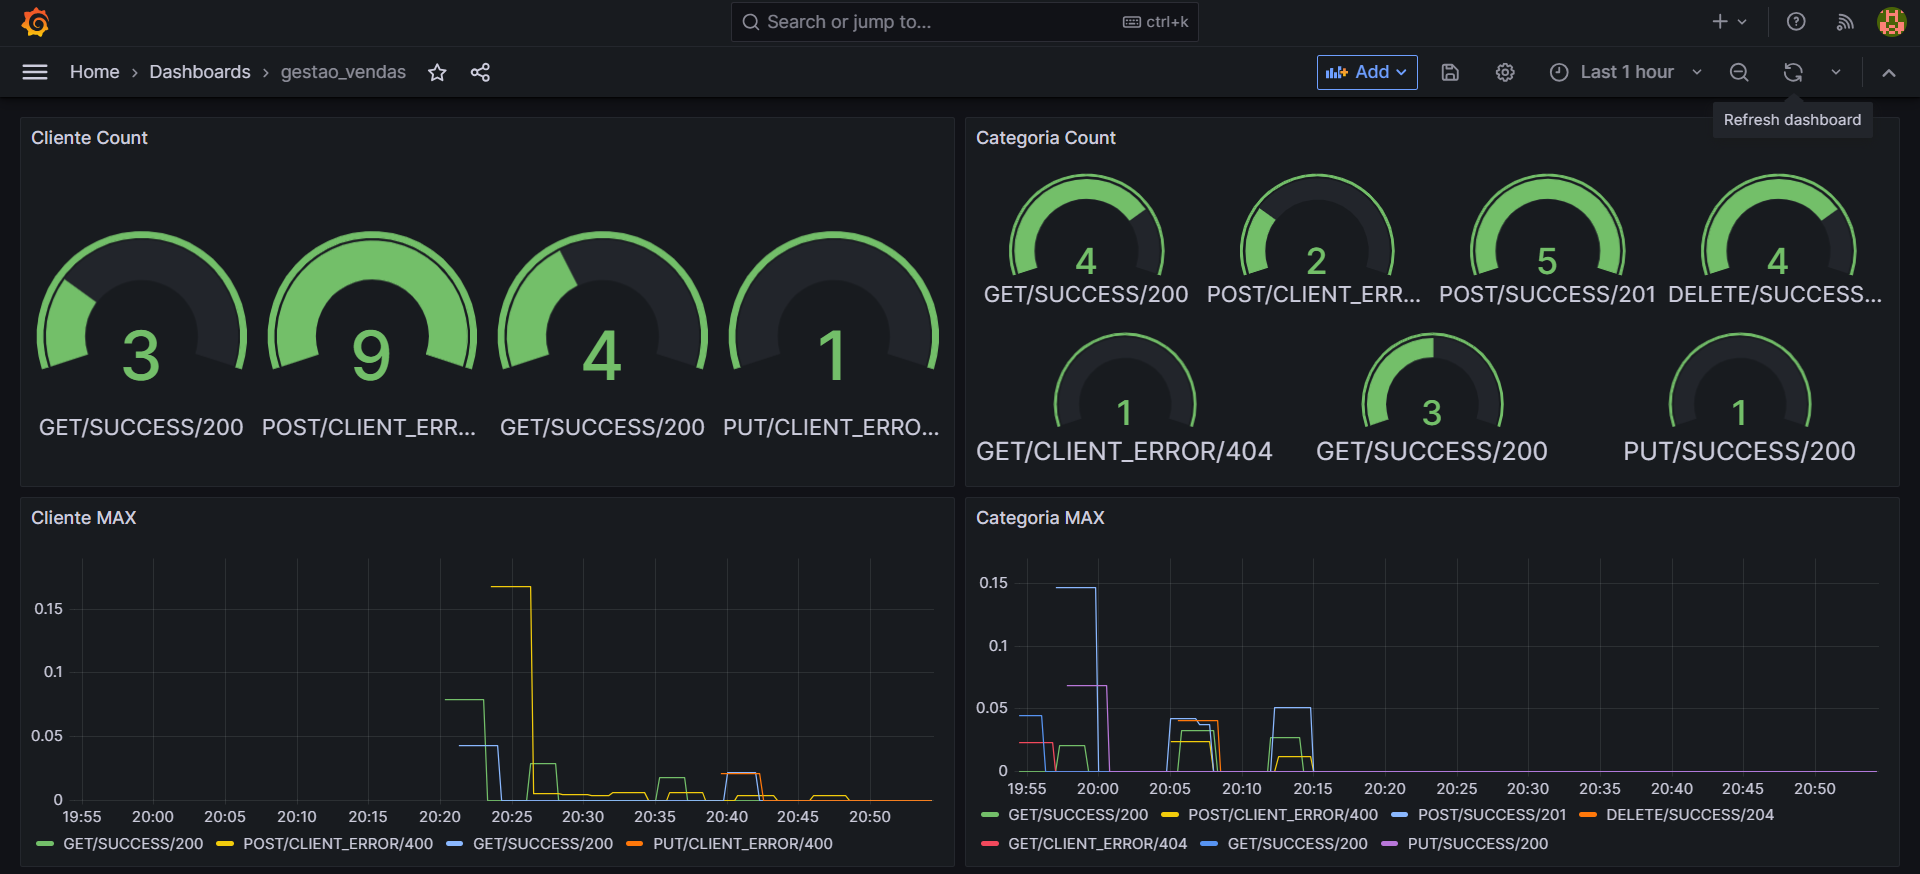 Search or jump to... ctrl+k
Home › Dashboards › gestao_vendas Add Last 1 hour
Refresh dashboard
Cliente Count
3 9 4 1
GET/SUCCESS/200 POST/CLIENT_ERR... GET/SUCCESS/200 PUT/CLIENT_ERRO...
Categoria Count
4 2 5 4
GET/SUCCESS/200 POST/CLIENT_ERR... POST/SUCCESS/201 DELETE/SUCCESS...
1 3 1
GET/CLIENT_ERROR/404 GET/SUCCESS/200 PUT/SUCCESS/200
Cliente MAX
0.15
0.1
0.05
0
19:55 20:00 20:05 20:10 20:15 20:20 20:25 20:30 20:35 20:40 20:45 20:50
GET/SUCCESS/200 POST/CLIENT_ERROR/400 GET/SUCCESS/200 PUT/CLIENT_ERROR/400
Categoria MAX
0.15
0.1
0.05
0
19:55 20:00 20:05 20:10 20:15 20:20 20:25 20:30 20:35 20:40 20:45 20:50
GET/SUCCESS/200 POST/CLIENT_ERROR/400 POST/SUCCESS/201 DELETE/SUCCESS/204
GET/CLIENT_ERROR/404 GET/SUCCESS/200 PUT/SUCCESS/200